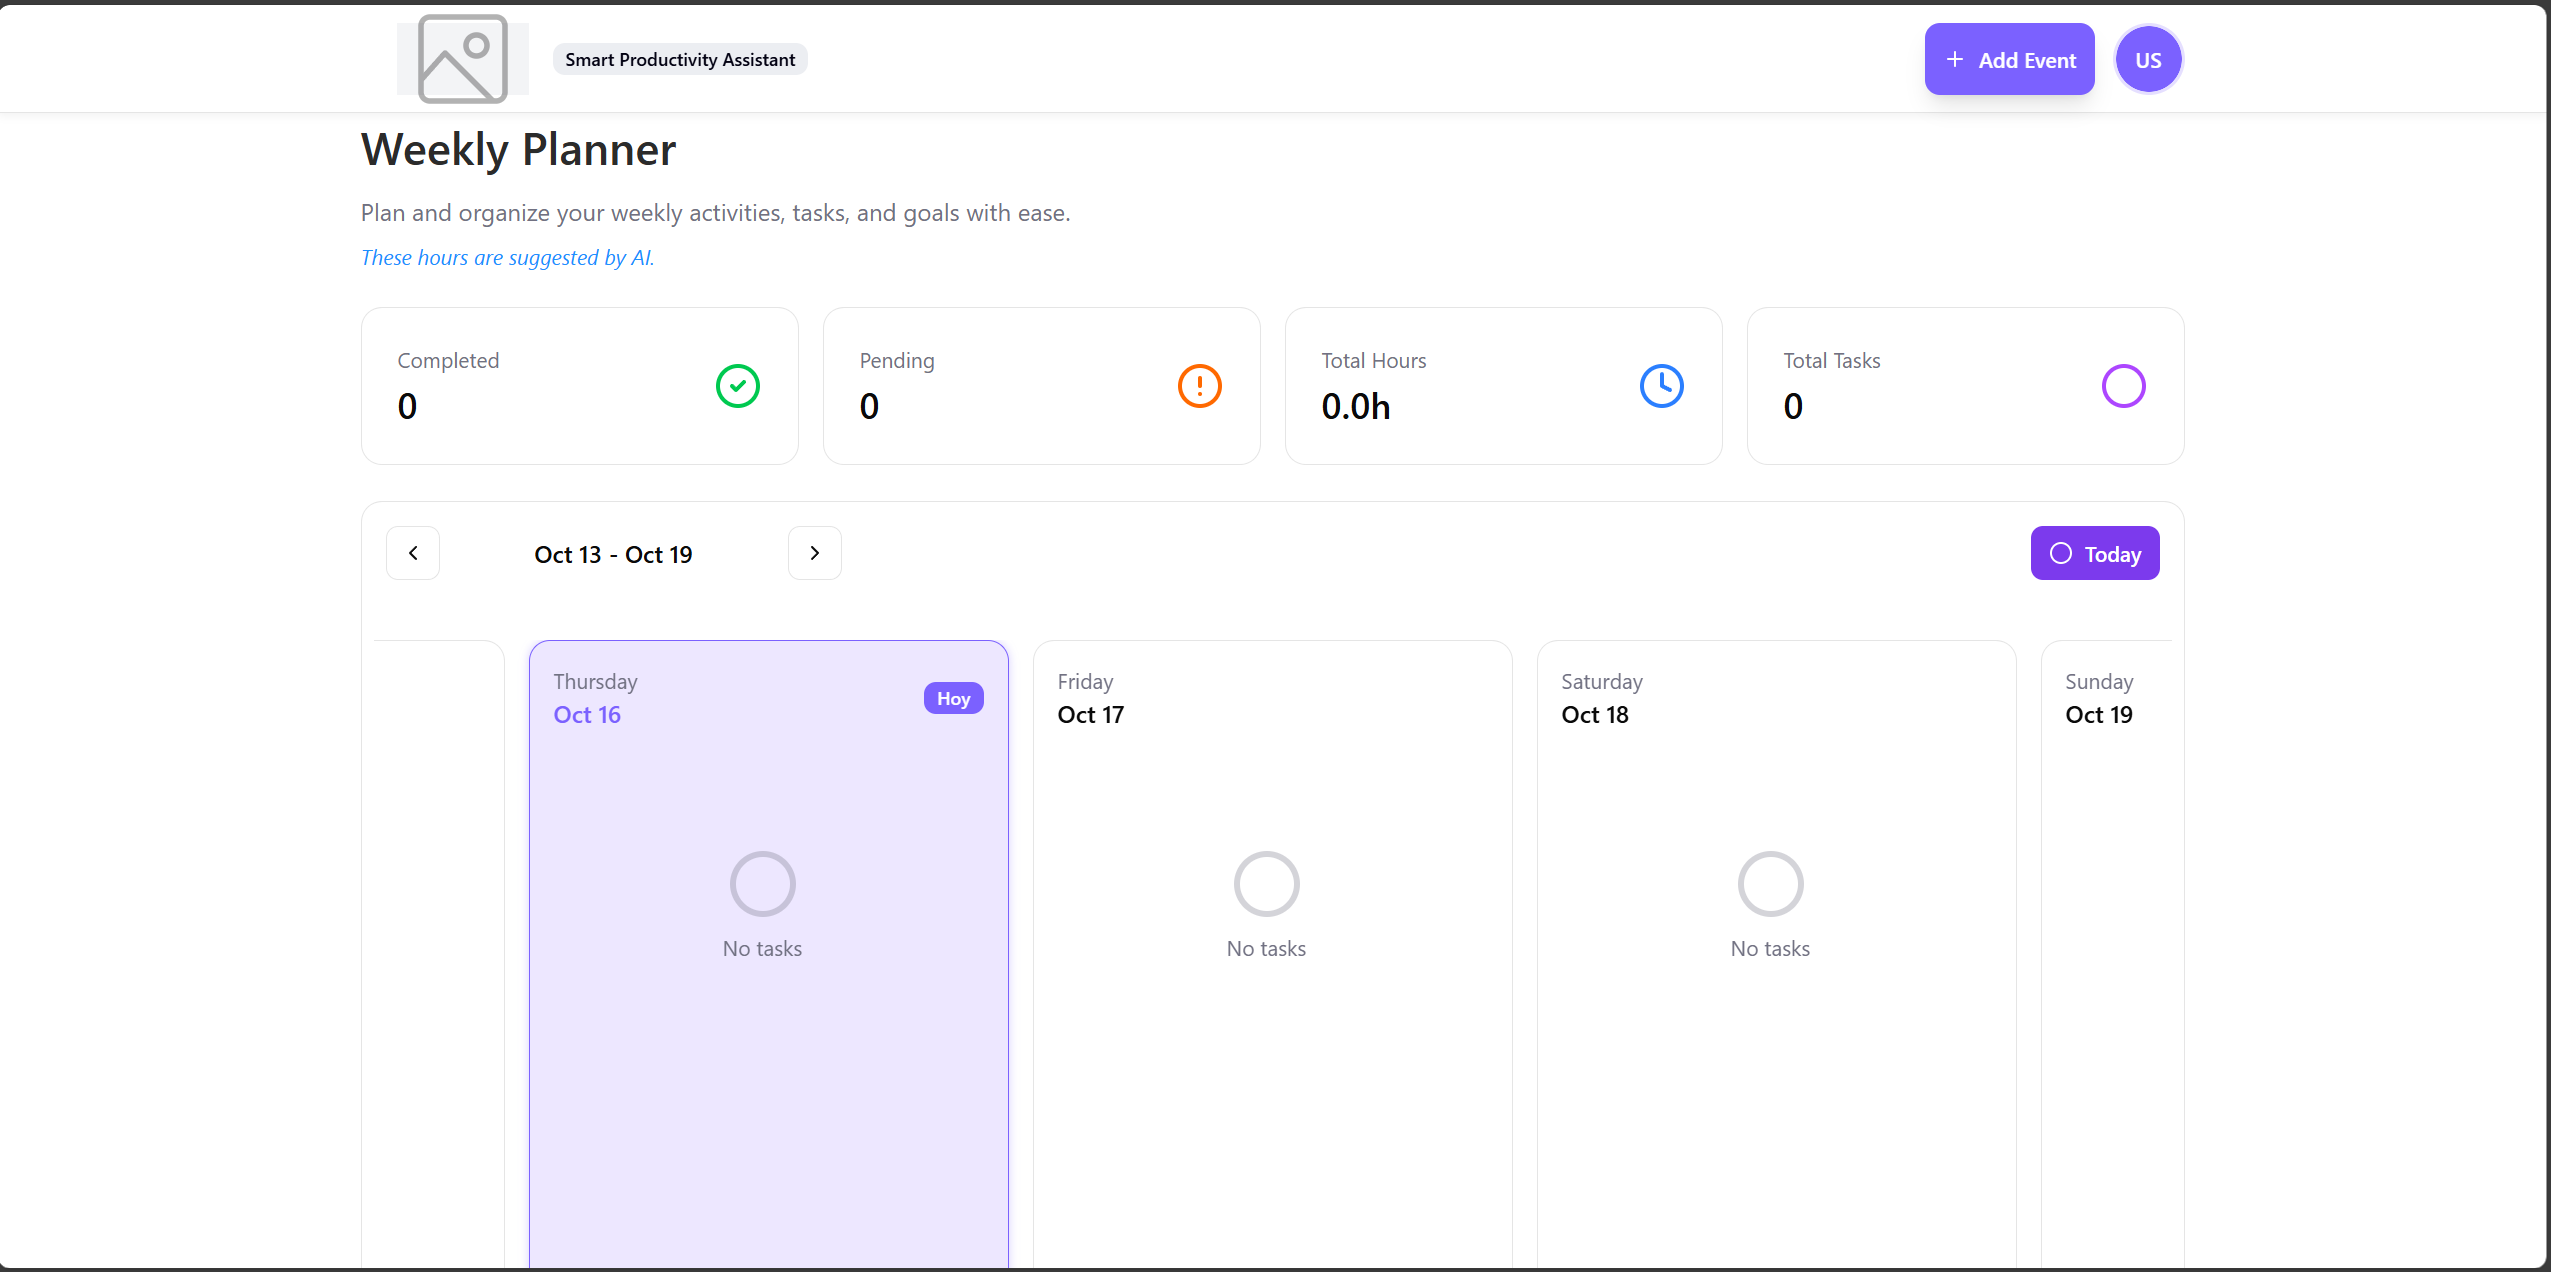 Smart Productivity Assistant
+ Add Event
US
Weekly Planner
Plan and organize your weekly activities, tasks, and goals with ease.
These hours are suggested by AI.
Completed
0
Pending
0
Total Hours
0.0h
Total Tasks
0
Oct 13 - Oct 19
Today
Thursday
Oct 16
Hoy
No tasks
Friday
Oct 17
No tasks
Saturday
Oct 18
No tasks
Sunday
Oct 19